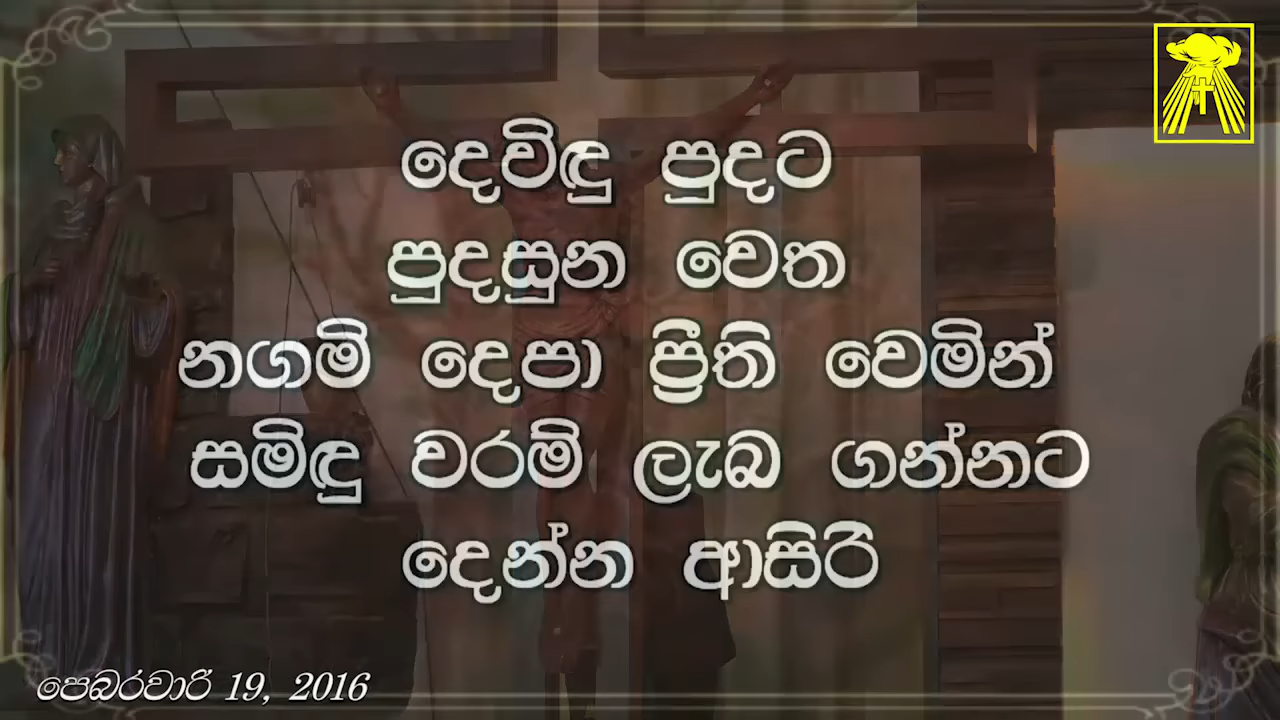 දෙවිඳු පුදට
පුදසුන වෙත
නගමි දෙපා ප්‍රීති වෙමින්
සමිඳු වරම් ලැබ ගන්නට
දෙන්න ආසිරි
පෙබරවාරි 19, 2016